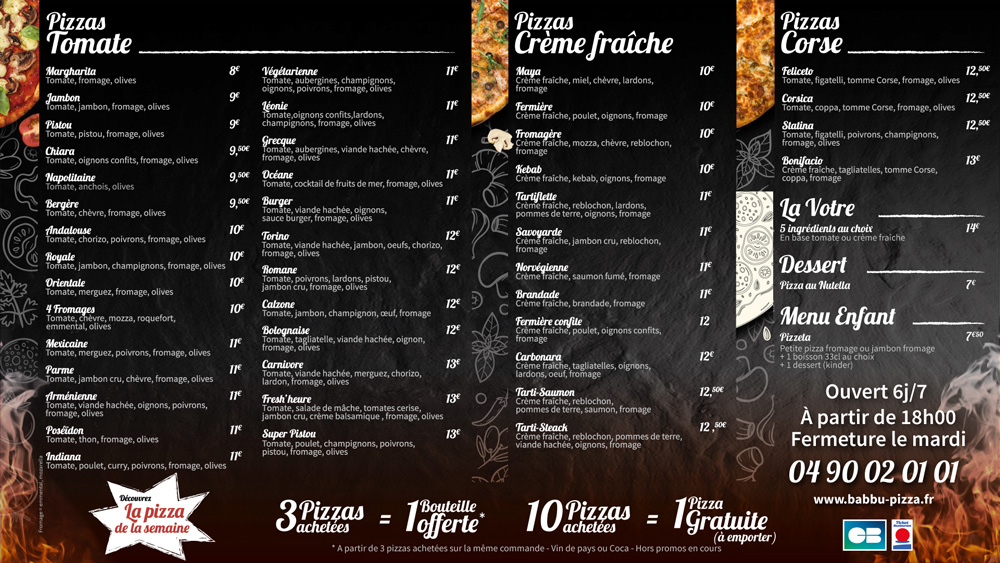 Pizzas
Tomate
Margharita 8€
Tomate, fromage, olives
Jambon 9€
Tomate, jambon, fromage, olives
Pistou 9€
Tomate, pistou, fromage, olives
Chiara 9,50€
Tomate, oignons confits, fromage, olives
Napolitaine 9,50€
Tomate, anchois, olives
Bergère 9,50€
Tomate, chèvre, fromage, olives
Andalouse 10€
Tomate, chorizo, poivrons, fromage, olives
Royale 10€
Tomate, jambon, champignons, fromage, olives
Orientale 10€
Tomate, merguez, fromage, olives
4 Fromages 10€
Tomate, chèvre, mozza, roquefort,
emmental, olives
Mexicaine 11€
Tomate, merguez, poivrons, fromage, olives
Parme 11€
Tomate, jambon cru, chèvre, fromage, olives
Arménienne 11€
Tomate, viande hachée, oignons, poivrons,
fromage, olives
Poséidon 11€
Tomate, thon, fromage, olives
Indiana 11€
Tomate, poulet, curry, poivrons, fromage, olives
Végétarienne 11€
Tomate, aubergines, champignons,
oignons, poivrons, fromage, olives
Léonie 11€
Tomate,oignons confits,lardons,
champignons, fromage, olives
Grecque 11€
Tomate, aubergines, viande hachée, chèvre,
fromage, olives
Océane 11€
Tomate, cocktail de fruits de mer, fromage, olives
Burger 11€
Tomate, viande hachée, oignons,
sauce burger, fromage, olives
Torino 12€
Tomate, viande hachée, jambon, oeufs, chorizo,
fromage, olives
Romane 12€
Tomate, poivrons, lardons, pistou,
jambon cru, fromage, olives
Calzone 12€
Tomate, jambon, champignon, œuf, fromage
Bolognaise 12€
Tomate, tagliatelle, viande hachée, oignon,
fromage, olives
Carnivore 13€
Tomate, viande hachée, merguez, chorizo,
lardon, fromage, olives
Fresh'heure 13€
Tomate, salade de mâche, tomates cerise,
jambon cru, crème balsamique , fromage, olives
Super Pistou 13€
Tomate, poulet, champignons, poivrons,
pistou, fromage, olives
Pizzas
Crème fraîche
Maya 10€
Crème fraîche, miel, chèvre, lardons,
fromage
Fermière 10€
Crème fraîche, poulet, oignons, fromage
Fromagère 10€
Crème fraîche, mozza, chèvre, reblochon,
fromage
Kebab 10€
Crème fraîche, kebab, oignons, fromage
Tartiflette 11€
Crème fraîche, reblochon, lardons,
pommes de terre, oignons, fromage
Savoyarde 11€
Crème fraîche, jambon cru, reblochon,
fromage
Norvégienne 11€
Crème fraîche, saumon fumé, fromage
Brandade 11€
Crème fraîche, brandade, fromage
Fermière confite 12
Crème fraîche, poulet, oignons confits,
fromage
Carbonara 12€
Crème fraîche, tagliatelles, oignons,
lardons, oeuf, fromage
Tarti-Saumon 12,50€
Crème fraîche, reblochon,
pommes de terre, saumon, fromage
Tarti-Steack 12 ,50€
Crème fraîche, reblochon, pommes de terre,
viande hachée, oignons, fromage
Pizzas
Corse
Feliceto 12,50€
Tomate, figatelli, tomme Corse, fromage, olives
Corsica 12,50€
Tomate, coppa, tomme Corse, fromage, olives
Statina 12,50€
Tomate, figatelli, poivrons, champignons,
fromage, olives
Bonifacio 13€
Crème fraîche, tagliatelles, tomme Corse,
coppa, fromage
La Votre
5 ingrédients au choix 14€
En base tomate ou crème fraîche
Dessert
Pizza au Nutella 7€
Menu Enfant
Pizzeta 7€50
Petite pizza fromage ou jambon fromage
+ 1 boisson 33cl au choix
+ 1 dessert (kinder)
Ouvert 6j/7
À partir de 18h00
Fermeture le mardi
04 90 02 01 01
www.babbu-pizza.fr
CB
Ticket
Restaurant
Fromage = emmental, mozzarella
Découvrez
La pizza
de la semaine
3 Pizzas achetées = 1 Bouteille offerte*
10 Pizzas achetées = 1 Pizza Gratuite
(à emporter)
* A partir de 3 pizzas achetées sur la même commande - Vin de pays ou Coca - Hors promos en cours